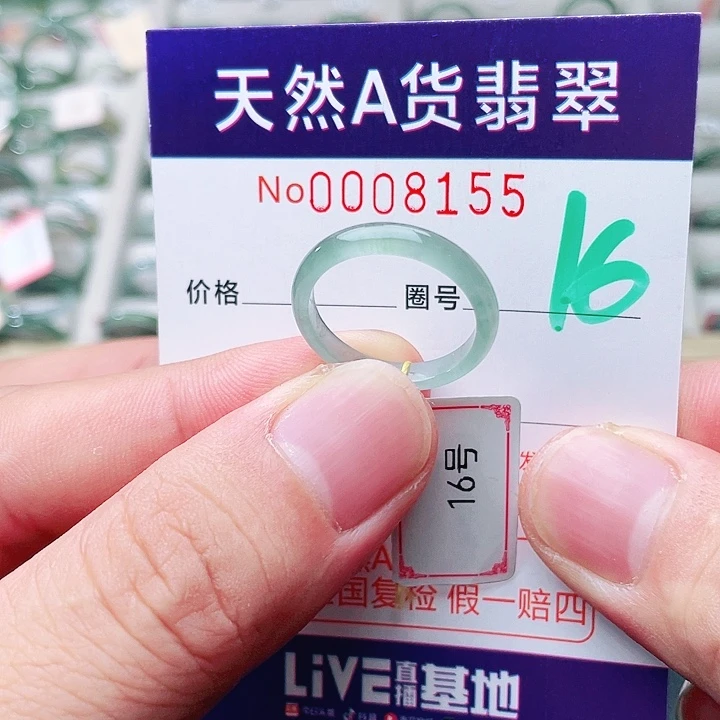 天然A货翡翠
No0008155
价格 圈号 16
16号
国复检 假一赔四
LiVE直播基地